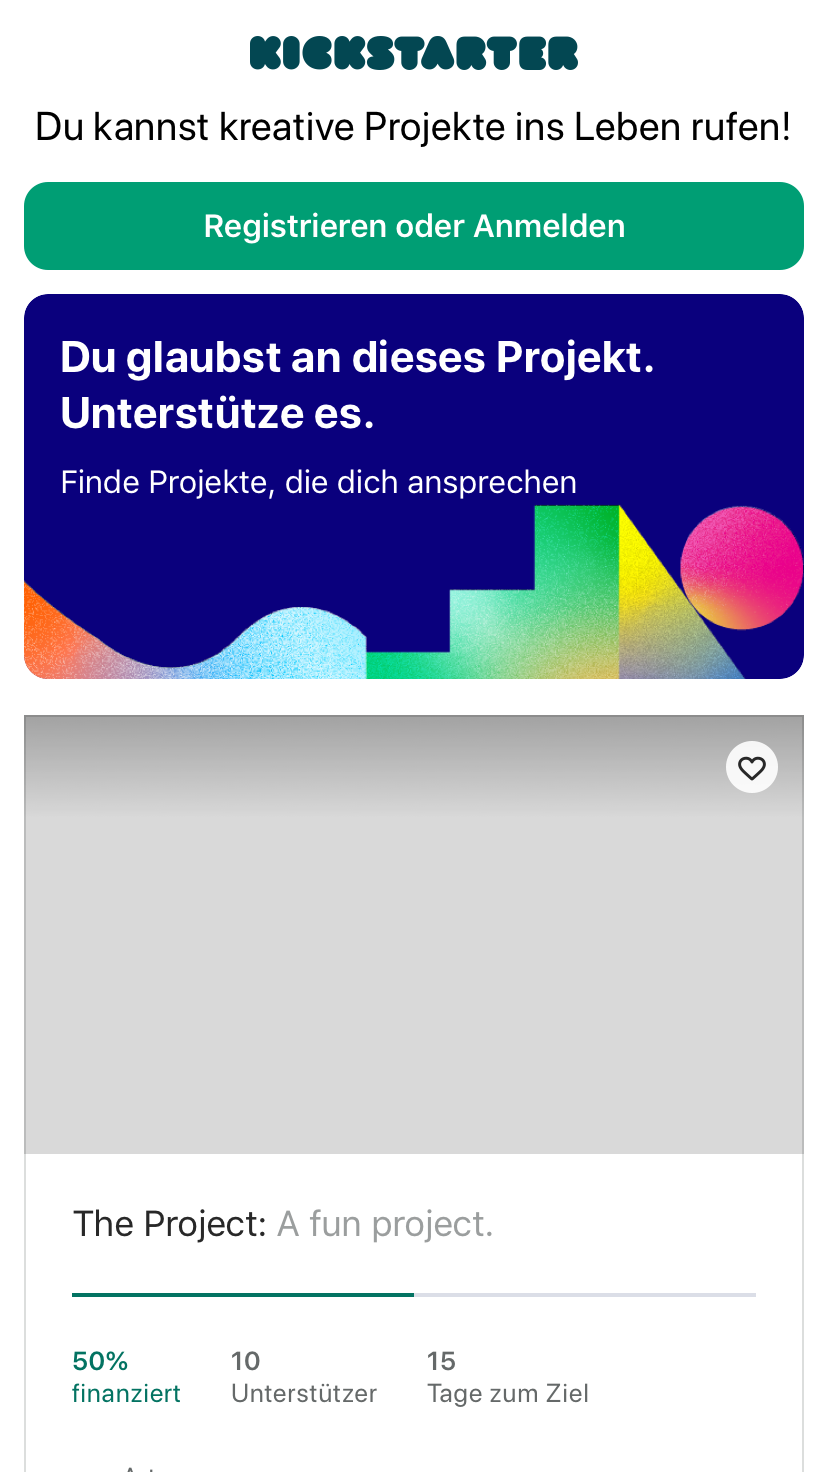 KICKSTARTER
Du kannst kreative Projekte ins Leben rufen!
Registrieren oder Anmelden
Du glaubst an dieses Projekt.
Unterstütze es.
Finde Projekte, die dich ansprechen
The Project: A fun project.
50% 10 15
finanziert Unterstützer Tage zum Ziel